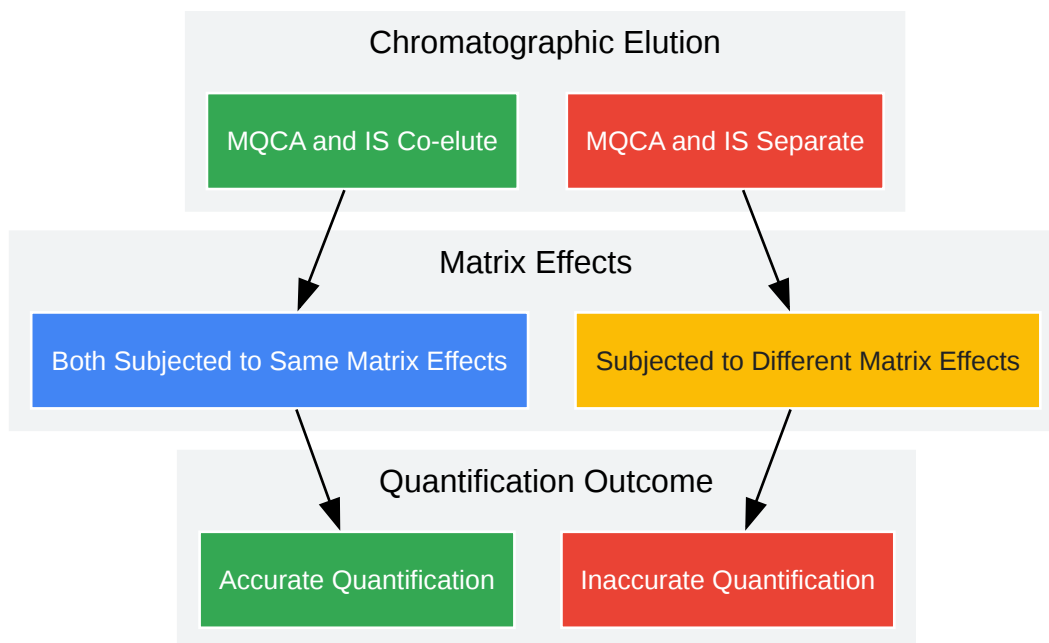 Chromatographic Elution
MQCA and IS Co-elute
MQCA and IS Separate
Matrix Effects
Both Subjected to Same Matrix Effects
Subjected to Different Matrix Effects
Quantification Outcome
Accurate Quantification
Inaccurate Quantification